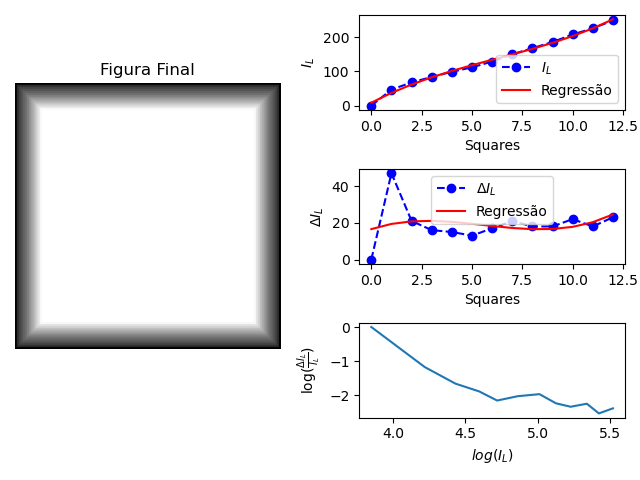 Figura Final
I_L
200
100
0
I_L
Regressão
0.0 2.5 5.0 7.5 10.0 12.5
Squares
ΔI_L
40
20
0
ΔI_L
Regressão
0.0 2.5 5.0 7.5 10.0 12.5
Squares
log(ΔI_L/I_L)
0
−1
−2
4.0 4.5 5.0 5.5
log(I_L)